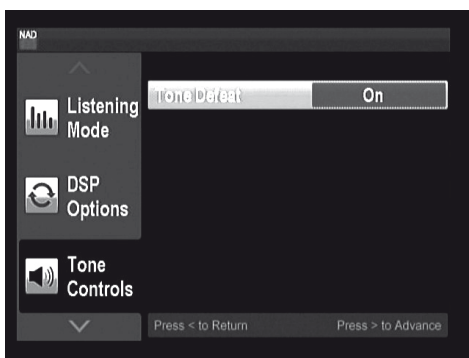 NAD
Listening
Mode
Tone Defeat On
DSP
Options
Tone
Controls
Press < to Return Press > to Advance